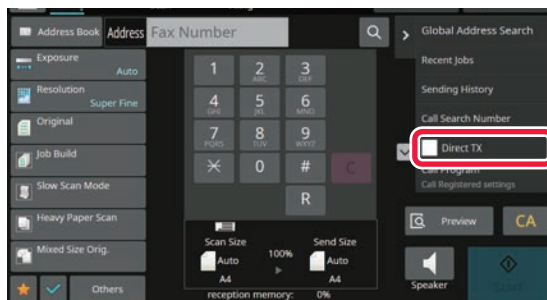 Address Book
Address
Fax Number
Exposure
Auto
Resolution
Super Fine
Original
Job Build
Slow Scan Mode
Heavy Paper Scan
Mixed Size Orig.
Others
1
2
ABC
3
DEF
4
GHI
5
JKL
6
MNO
7
PQRS
8
TUV
9
WXYZ
0
#
C
R
Scan Size
Send Size
Auto
100%
Auto
A4
A4
reception memory: 0%
Global Address Search
Recent Jobs
Sending History
Call Search Number
Direct TX
Call Program
Call Registered settings
Preview
CA
Speaker
Start